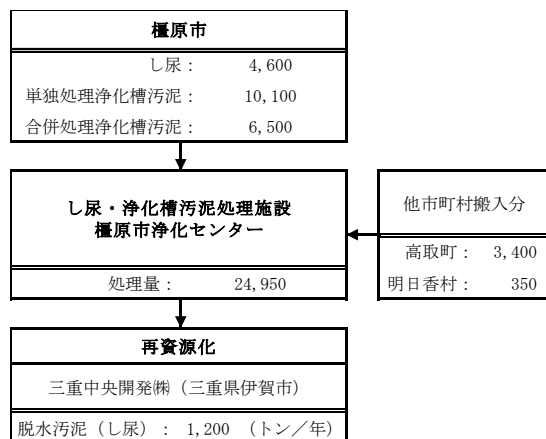 橿原市
し尿： 4,600
単独処理浄化槽汚泥： 10,100
合併処理浄化槽汚泥： 6,500
し尿・浄化槽汚泥処理施設
橿原市浄化センター
処理量： 24,950
他市町村搬入分
高取町： 3,400
明日香村： 350
再資源化
三重中央開発㈱（三重県伊賀市）
脱水汚泥（し尿）： 1,200 （トン／年）